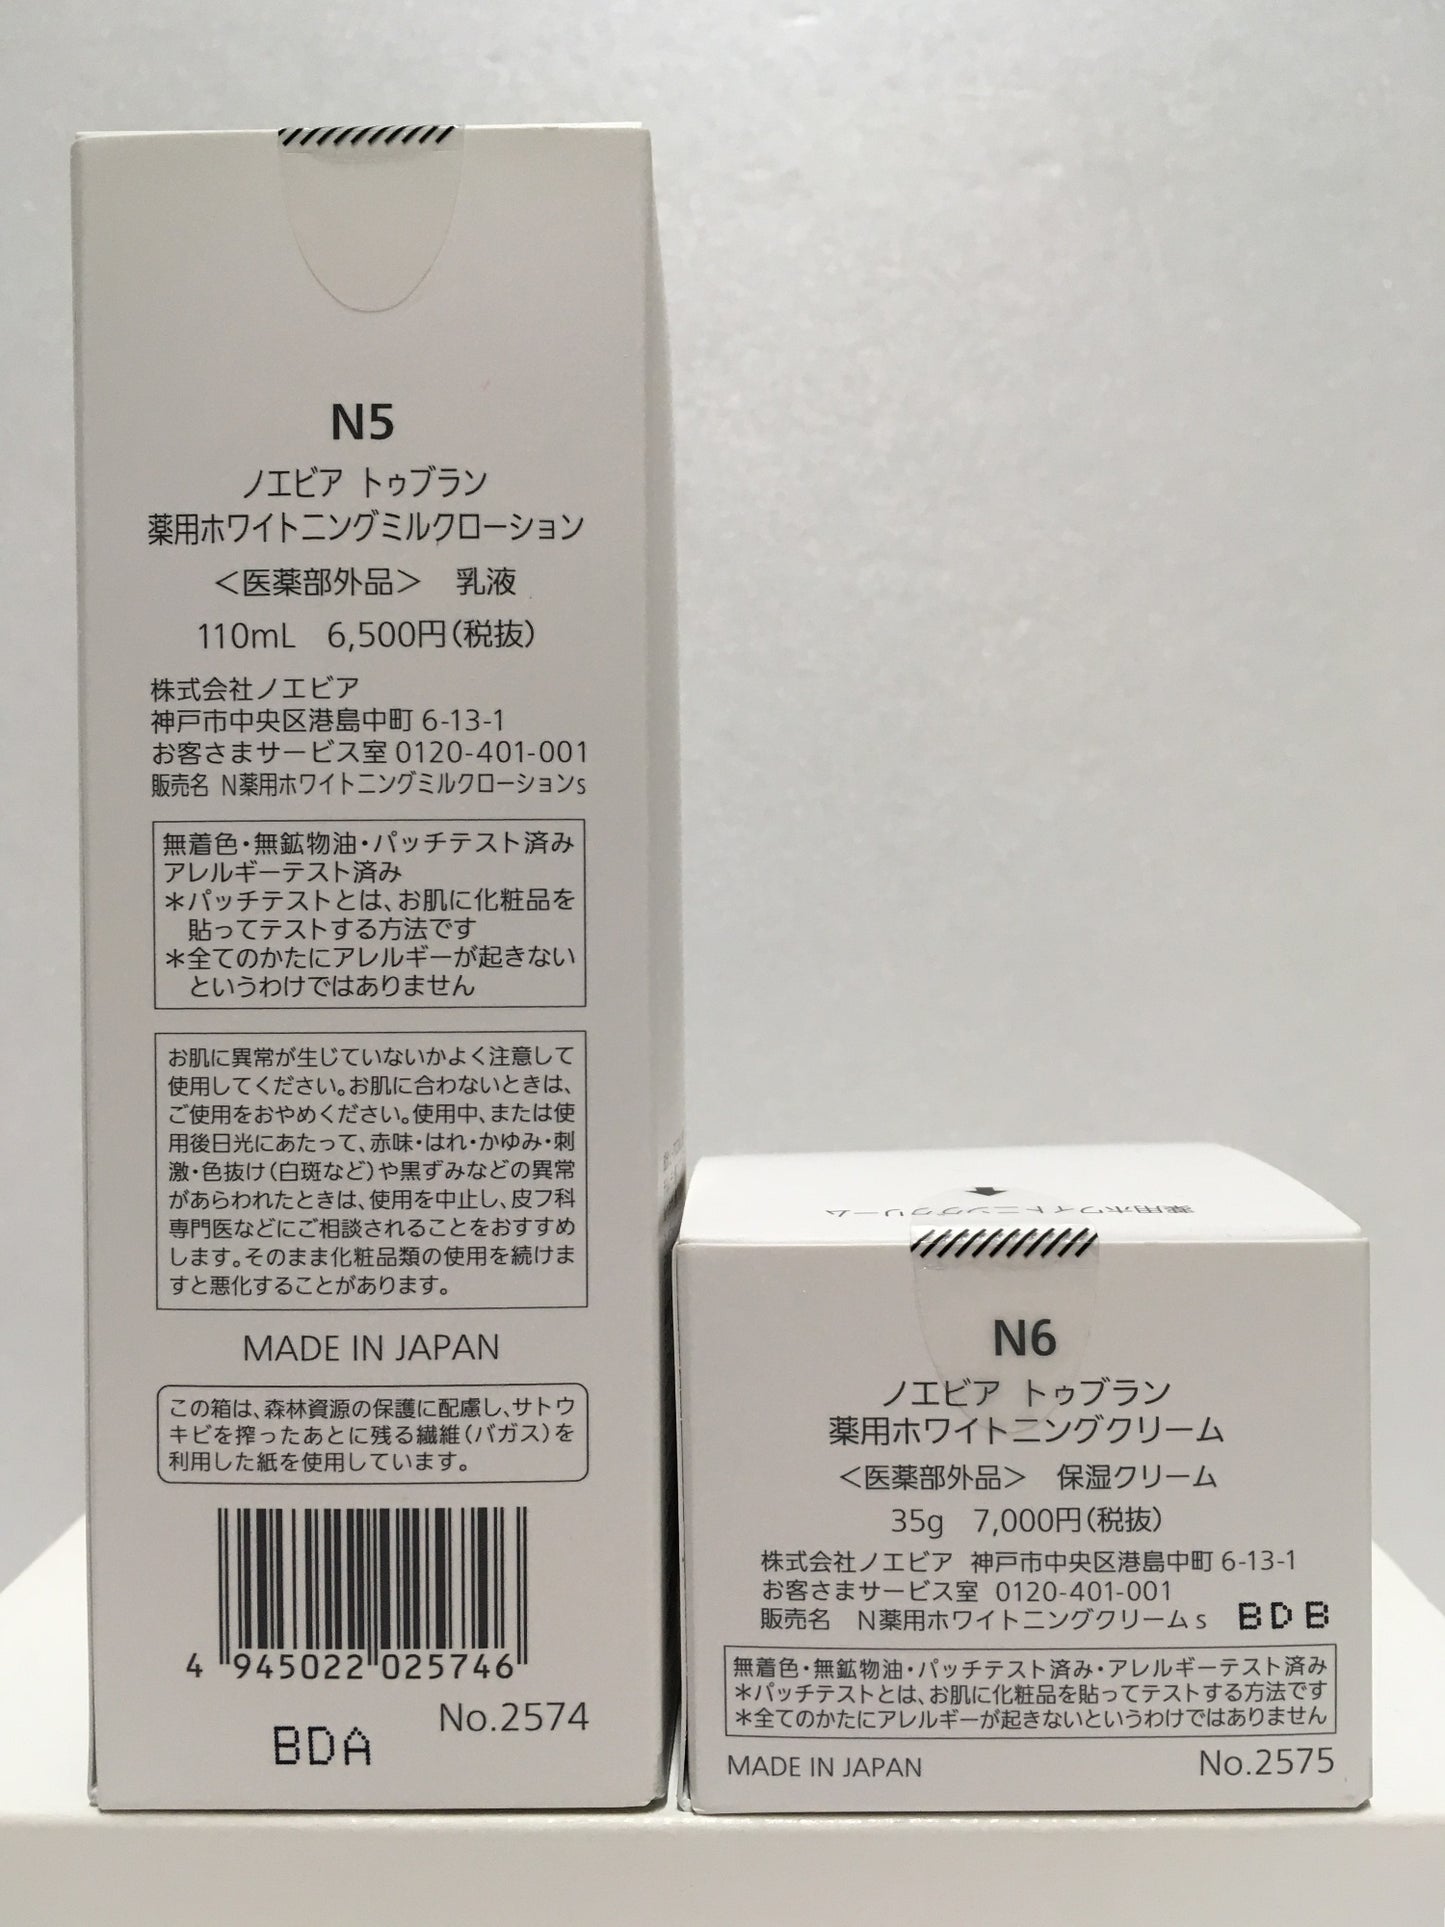 N5
ノエビア トゥブラン
薬用ホワイトニングミルクローション
＜医薬部外品＞ 乳液
110mL 6,500円(税抜)
株式会社ノエビア
神戸市中央区港島中町 6-13-1
お客さまサービス室 0120-401-001
販売名 N薬用ホワイトニングミルクローションs
無着色・無鉱物油・パッチテスト済み
アレルギーテスト済み
＊パッチテストとは、お肌に化粧品を
貼ってテストする方法です
＊全てのかたにアレルギーが起きない
というわけではありません
お肌に異常が生じていないかよく注意して
使用してください。お肌に合わないときは、
ご使用をおやめください。使用中、または使
用後日光にあたって、赤味・はれ・かゆみ・刺
激・色抜け(白斑など)や黒ずみなどの異常
があらわれたときは、使用を中止し、皮フ科
専門医などにご相談されることをおすすめ
します。そのまま化粧品類の使用を続けま
すと悪化することがあります。
MADE IN JAPAN
この箱は、森林資源の保護に配慮し、サトウ
キビを搾ったあとに残る繊維(バガス)を
利用した紙を使用しています。
4 945022 025746
No.2574
BDA
薬用ホワイトニングクリーム
N6
ノエビア トゥブラン
薬用ホワイトニングクリーム
＜医薬部外品＞ 保湿クリーム
35g 7,000円(税抜)
株式会社ノエビア 神戸市中央区港島中町 6-13-1
お客さまサービス室 0120-401-001
販売名 N薬用ホワイトニングクリームs BDB
無着色・無鉱物油・パッチテスト済み・アレルギーテスト済み
＊パッチテストとは、お肌に化粧品を貼ってテストする方法です
＊全てのかたにアレルギーが起きないというわけではありません
MADE IN JAPAN No.2575